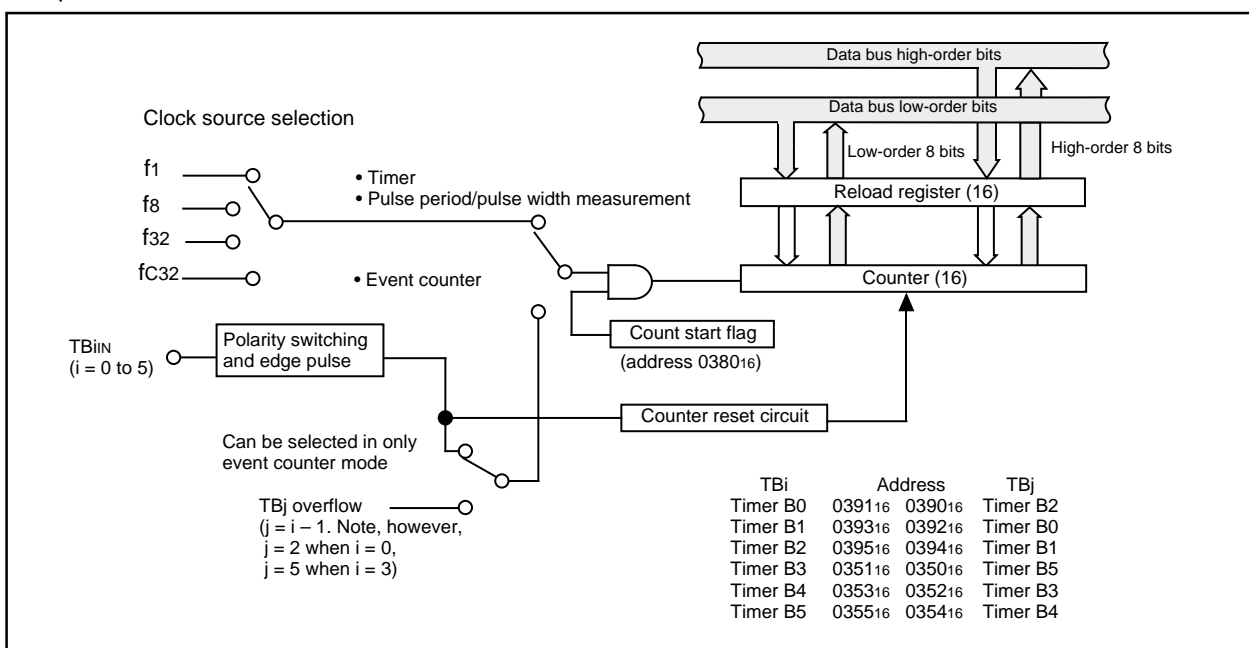 Data bus high-order bits
Data bus low-order bits
Clock source selection
Low-order 8 bits
High-order 8 bits
f1
• Timer
• Pulse period/pulse width measurement
Reload register (16)
f8
f32
fC32
• Event counter
Counter (16)
TBiIN
(i = 0 to 5)
Polarity switching
and edge pulse
Count start flag
(address 038016)
Counter reset circuit
Can be selected in only
event counter mode
TBj overflow
(j = i – 1. Note, however,
j = 2 when i = 0,
j = 5 when i = 3)
TBi Address TBj
Timer B0 039116 039016 Timer B2
Timer B1 039316 039216 Timer B0
Timer B2 039516 039416 Timer B1
Timer B3 035116 035016 Timer B5
Timer B4 035316 035216 Timer B3
Timer B5 035516 035416 Timer B4